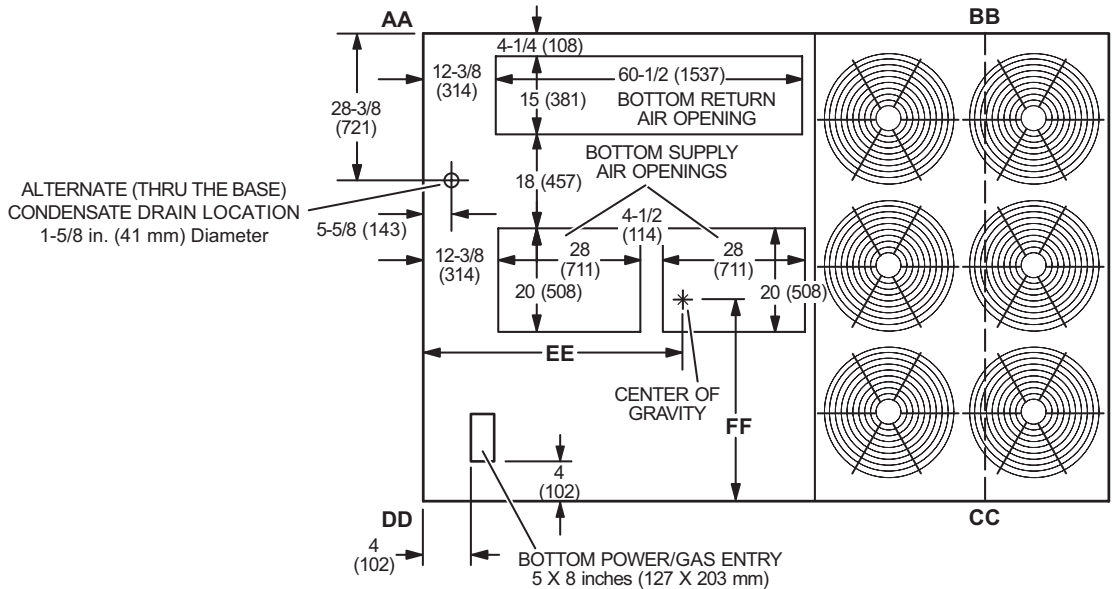 AA
BB
4-1/4 (108)
12-3/8
(314)
60-1/2 (1537)
15 (381)
BOTTOM RETURN
AIR OPENING
28-3/8
(721)
BOTTOM SUPPLY
AIR OPENINGS
18 (457)
ALTERNATE (THRU THE BASE)
CONDENSATE DRAIN LOCATION
1-5/8 in. (41 mm) Diameter
5-5/8 (143)
4-1/2
(114)
12-3/8
(314)
28
(711)
28
(711)
20 (508)
20 (508)
EE
CENTER OF
GRAVITY
FF
4
(102)
DD
CC
4
(102)
BOTTOM POWER/GAS ENTRY
5 X 8 inches (127 X 203 mm)